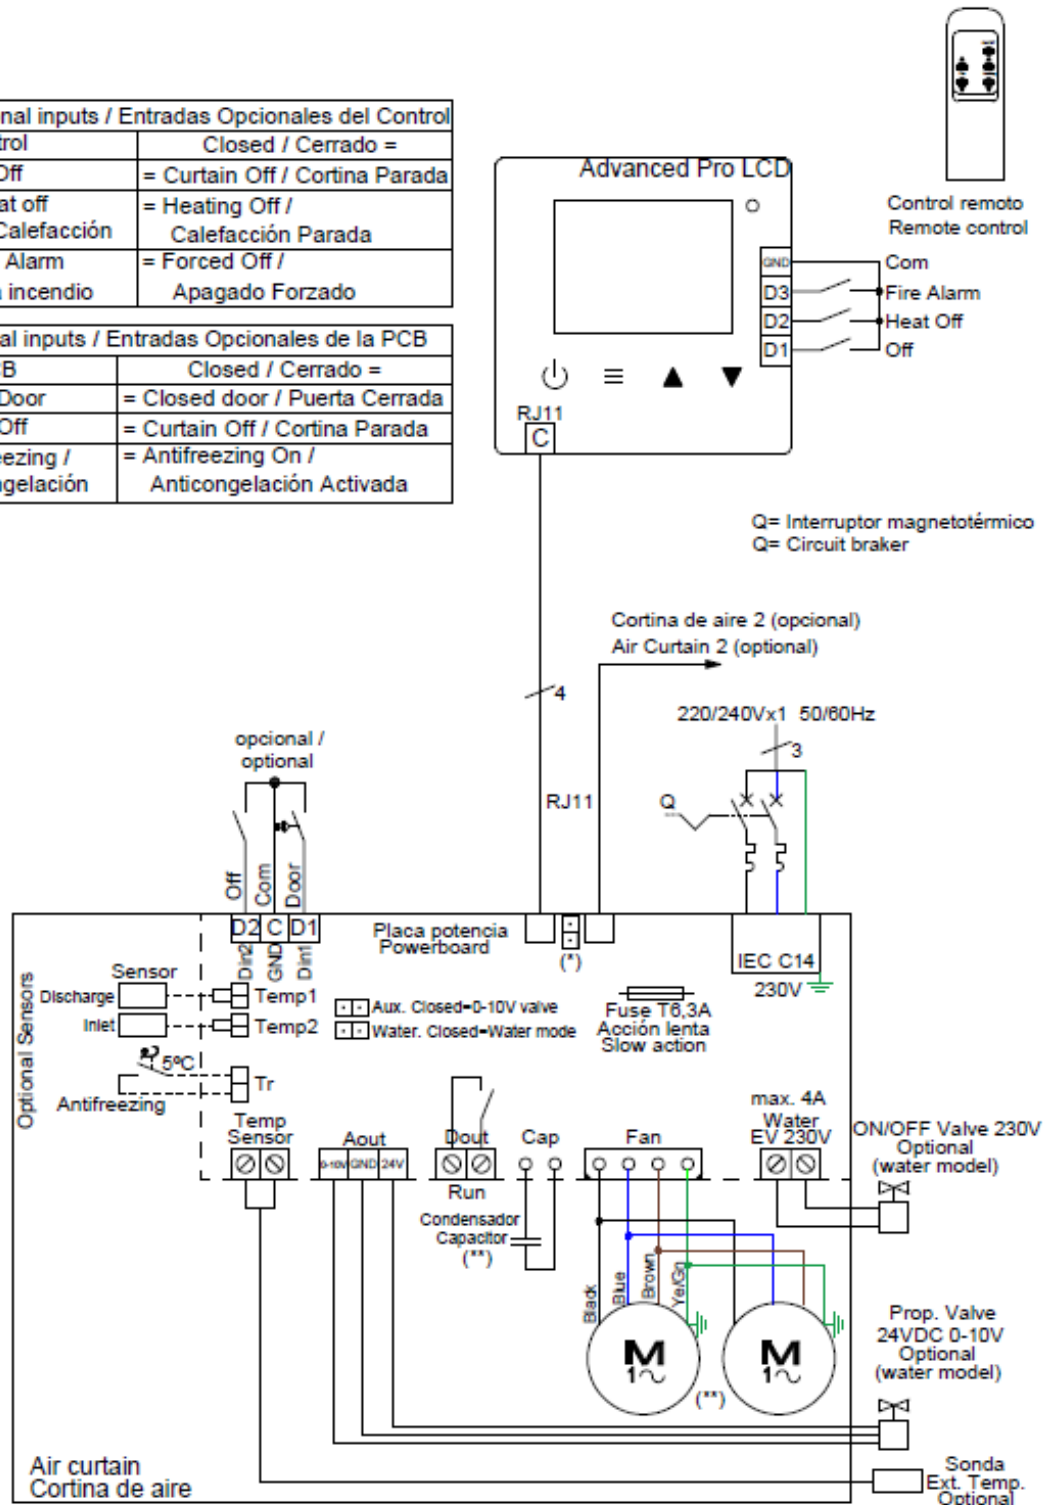 nal inputs / Entradas Opcionales del Control
trol
Closed / Cerrado =
Off
= Curtain Off / Cortina Parada
at off
Calefacción
= Heating Off /
Calefacción Parada
Alarm
incendio
= Forced Off /
Apagado Forzado
al inputs / Entradas Opcionales de la PCB
Closed / Cerrado =
Door
= Closed door / Puerta Cerrada
Off
= Curtain Off / Cortina Parada
ezing /
gelación
= Antifreezing On /
Anticongelación Activada
Advanced Pro LCD
Control remoto
Remote control
GND
Com
D3
Fire Alarm
D2
Heat Off
D1
Off
RJ11
C
Q= Interruptor magnetotérmico
Q= Circuit braker
Cortina de aire 2 (opcional)
Air Curtain 2 (optional)
4
220/240Vx1 50/60Hz
3
opcional /
optional
RJ11
Q
Off
Com
Door
D2 C D1
Din2
GND
Din1
Placa potencia
Powerboard
(*)
IEC C14
230V
Optional Sensors
Sensor
Discharge
Temp1
Inlet
Temp2
Aux. Closed=0-10V valve
Water. Closed=Water mode
Fuse T6,3A
Acción lenta
Slow action
5ºC
Tr
Antifreezing
Temp
Sensor
Aout
0-10V GND 24V
Dout
Run
Cap
Fan
max. 4A
Water
EV 230V
ON/OFF Valve 230V
Optional
(water model)
Condensador
Capacitor
(**)
Black
Blue
Brown
Ye/Gn
M
1~
M
1~
(**)
Prop. Valve
24VDC 0-10V
Optional
(water model)
Air curtain
Cortina de aire
Sonda
Ext. Temp.
Optional